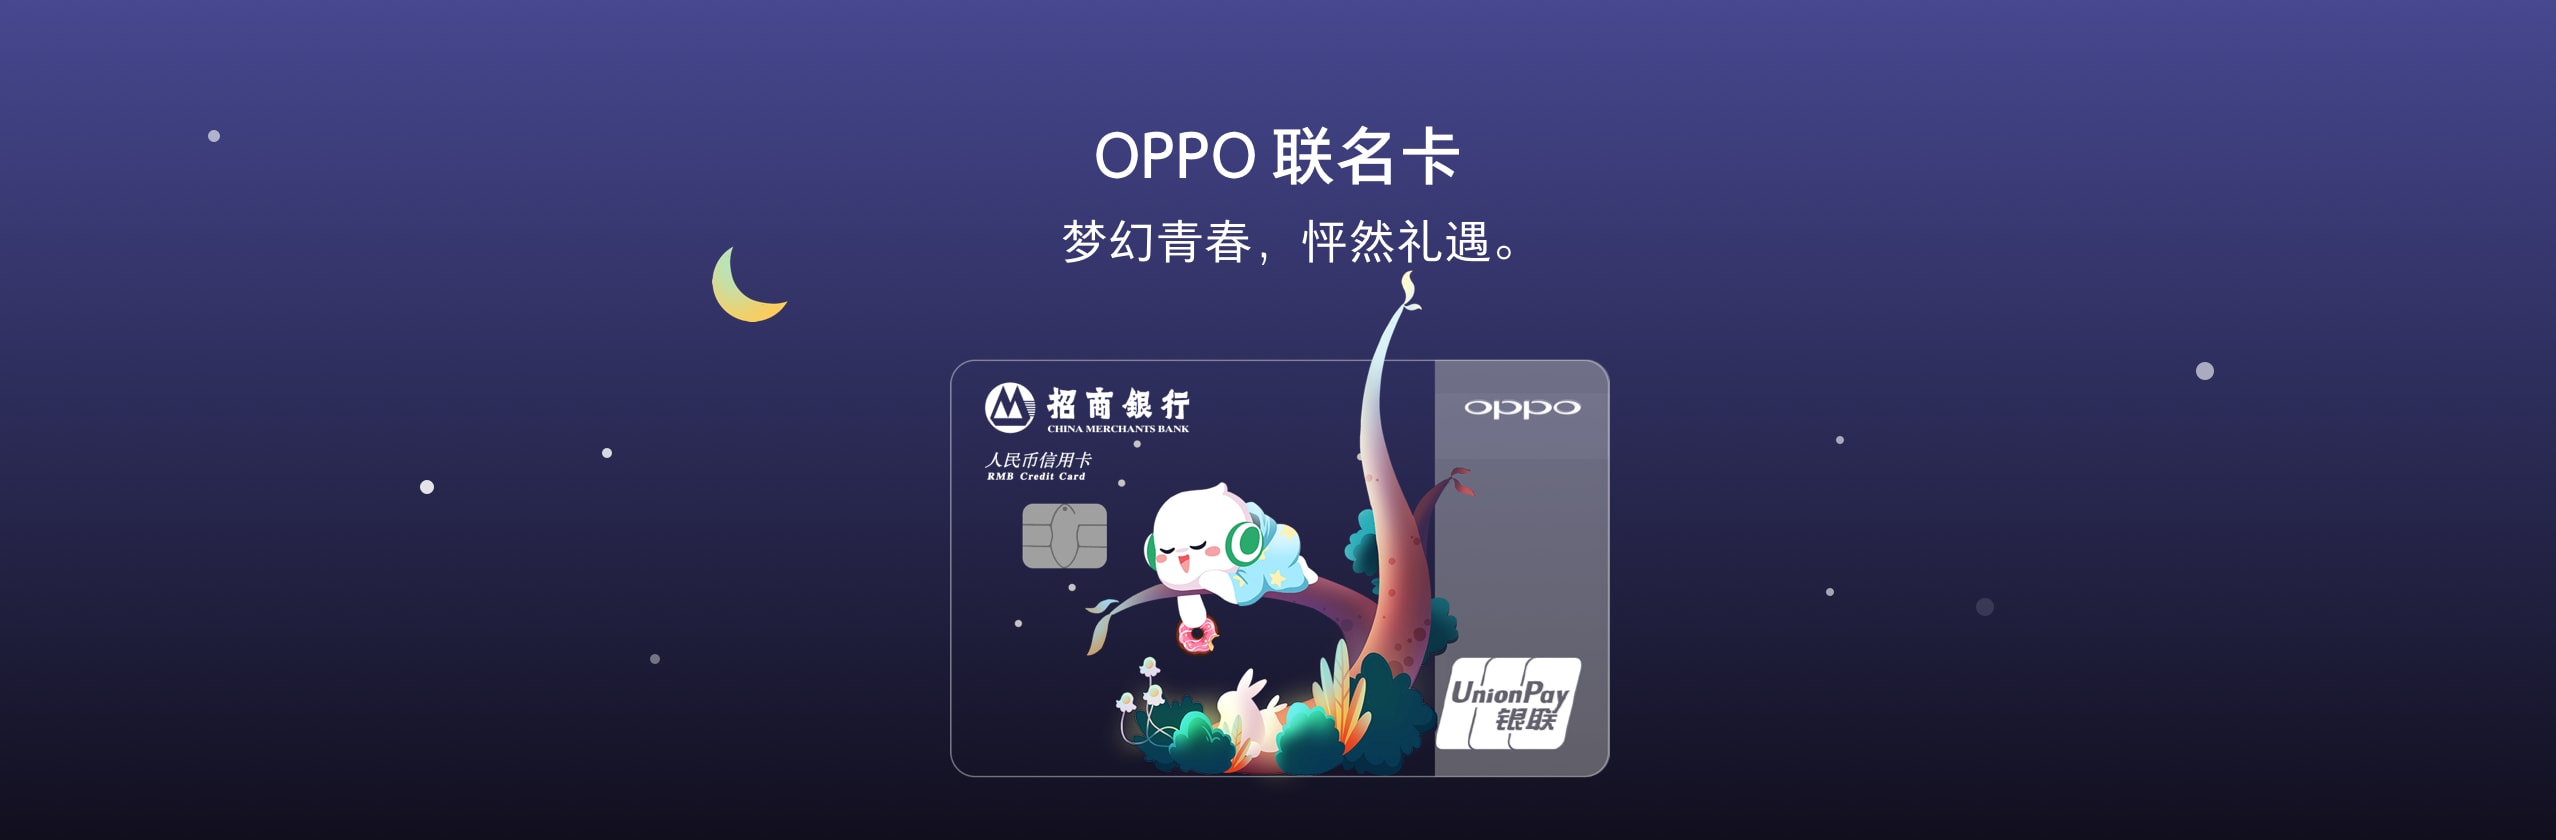 OPPO 联名卡
梦幻青春，怦然礼遇。
招商銀行
CHINA MERCHANTS BANK
人民币信用卡
RMB Credit Card
oppo
UnionPay
银联